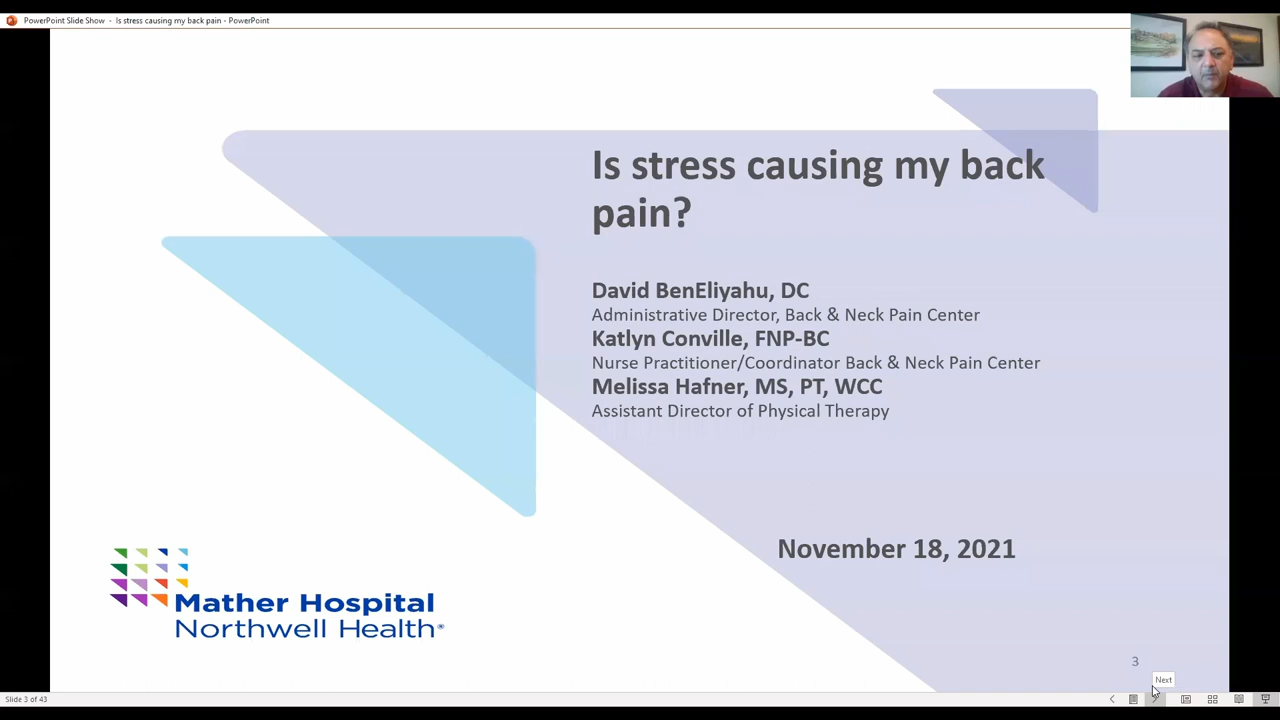 PowerPoint Slide Show - Is stress causing my back pain - PowerPoint
Is stress causing my back
pain?
David BenEliyahu, DC
Administrative Director, Back & Neck Pain Center
Katlyn Conville, FNP-BC
Nurse Practitioner/Coordinator Back & Neck Pain Center
Melissa Hafner, MS, PT, WCC
Assistant Director of Physical Therapy
November 18, 2021
Mather Hospital
Northwell Health®
3
Next
Slide 3 of 43